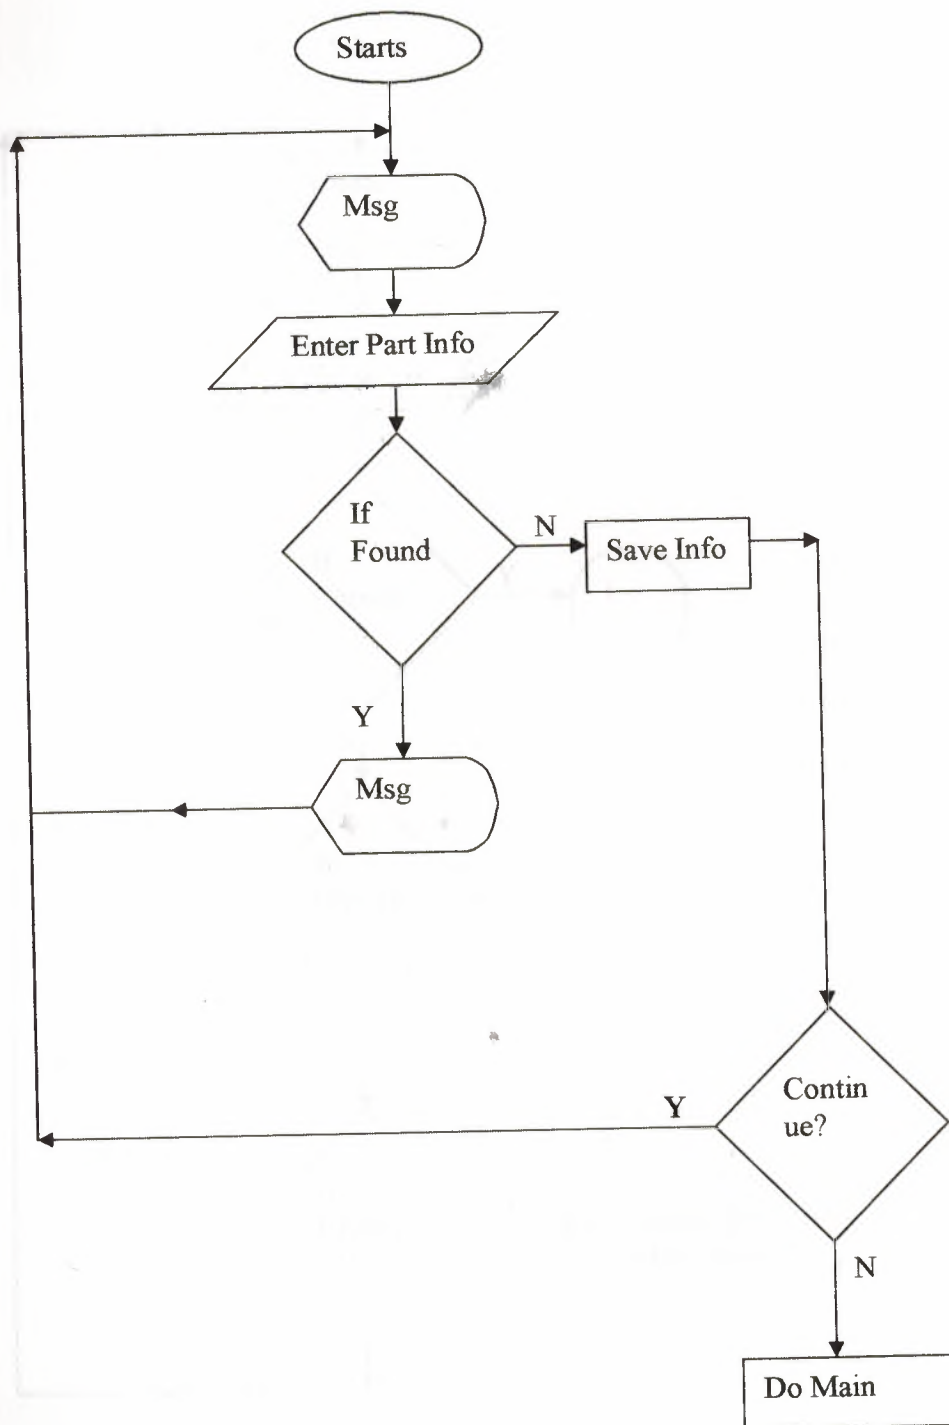 Starts
Msg
Enter Part Info
If
Found
N
Save Info
Y
Msg
Contin
ue?
Y
N
Do Main